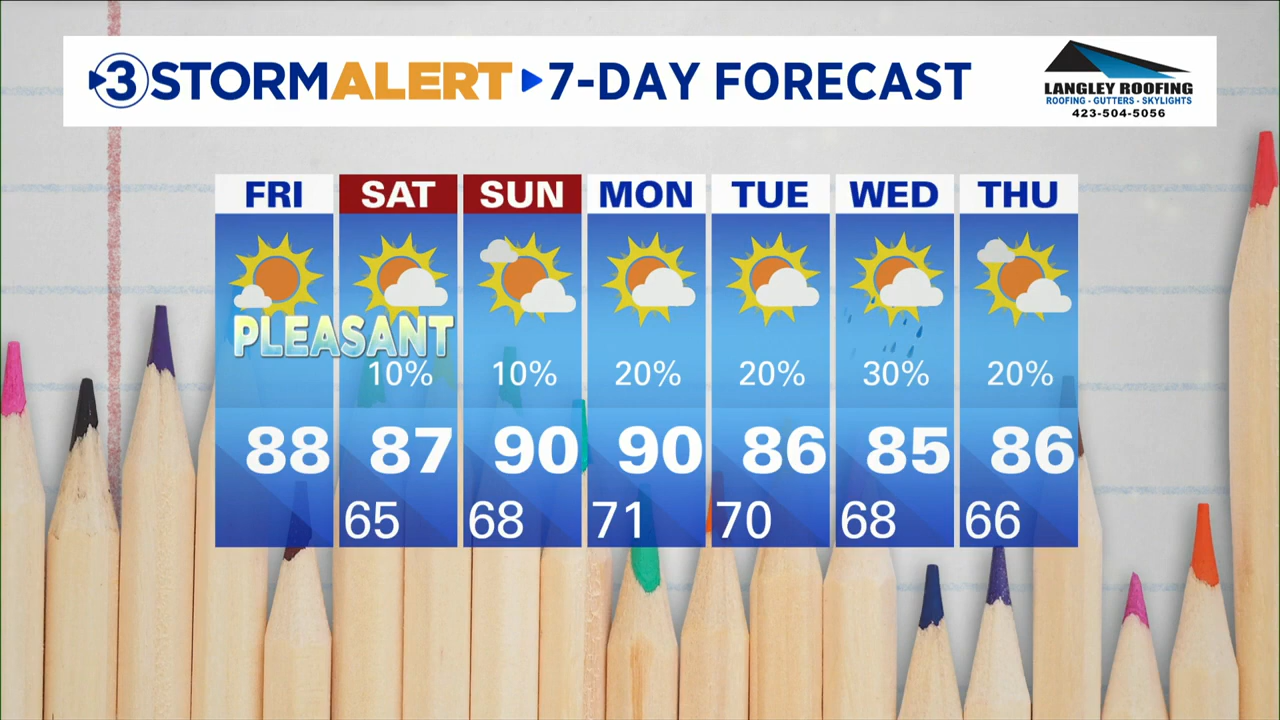 3 STORM ALERT 7-DAY FORECAST
LANGLEY ROOFING
ROOFING - GUTTERS - SKYLIGHTS
423-504-5056
FRI SAT SUN MON TUE WED THU
PLEASANT
10% 10% 20% 20% 30% 20%
88 87 90 90 86 85 86
65 68 71 70 68 66